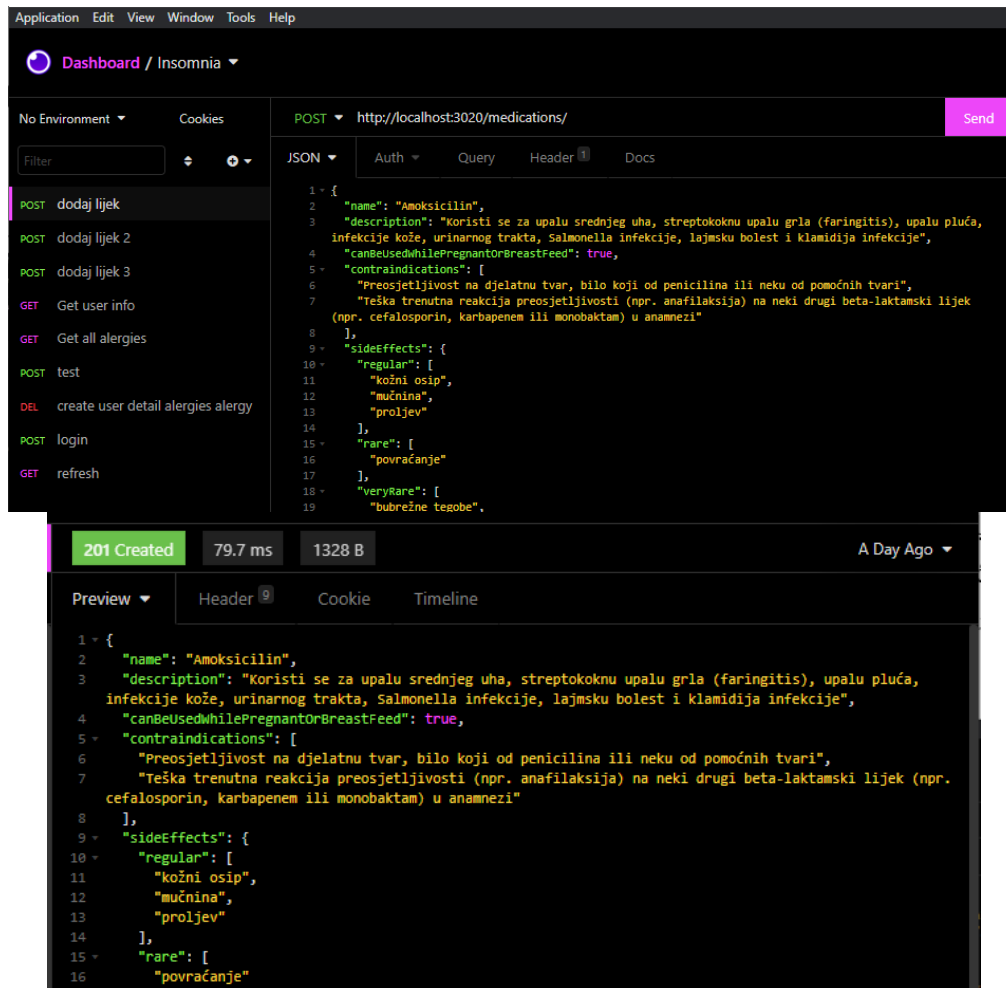 Application Edit View Window Tools Help
Dashboard / Insomnia
No Environment
Cookies
Filter
POST dodaj lijek
POST dodaj lijek 2
POST dodaj lijek 3
GET Get user info
GET Get all alergies
POST test
DEL create user detail alergies alergy
POST login
GET refresh
POST http://localhost:3020/medications/ Send
JSON Auth Query Header 1 Docs
1 {
2 "name": "Amoksicilin",
3 "description": "Koristi se za upalu srednjeg uha, streptokoknu upalu grla (faringitis), upalu pluća,
infekcije kože, urinarnog trakta, Salmonella infekcije, lajmsku bolest i klamidija infekcije",
4 "canBeUsedWhilePregnantOrBreastFeed": true,
5 "contraindications": [
6 "Preosjetljivost na djelatnu tvar, bilo koji od penicilina ili neku od pomoćnih tvari",
7 "Teška trenutna reakcija preosjetljivosti (npr. anafilaksija) na neki drugi beta-laktamski lijek
(npr. cefalosporin, karbapenem ili monobaktam) u anamnezi"
8 ],
9 "sideEffects": {
10 "regular": [
11 "kožni osip",
12 "mučnina",
13 "proljev"
14 ],
15 "rare": [
16 "povraćanje"
17 ],
18 "veryRare": [
19 "bubrežne tegobe",
201 Created 79.7 ms 1328 B A Day Ago
Preview Header 9 Cookie Timeline
1 {
2 "name": "Amoksicilin",
3 "description": "Koristi se za upalu srednjeg uha, streptokoknu upalu grla (faringitis), upalu pluća,
infekcije kože, urinarnog trakta, Salmonella infekcije, lajmsku bolest i klamidija infekcije",
4 "canBeUsedWhilePregnantOrBreastFeed": true,
5 "contraindications": [
6 "Preosjetljivost na djelatnu tvar, bilo koji od penicilina ili neku od pomoćnih tvari",
7 "Teška trenutna reakcija preosjetljivosti (npr. anafilaksija) na neki drugi beta-laktamski lijek (npr.
cefalosporin, karbapenem ili monobaktam) u anamnezi"
8 ],
9 "sideEffects": {
10 "regular": [
11 "kožni osip",
12 "mučnina",
13 "proljev"
14 ],
15 "rare": [
16 "povraćanje"